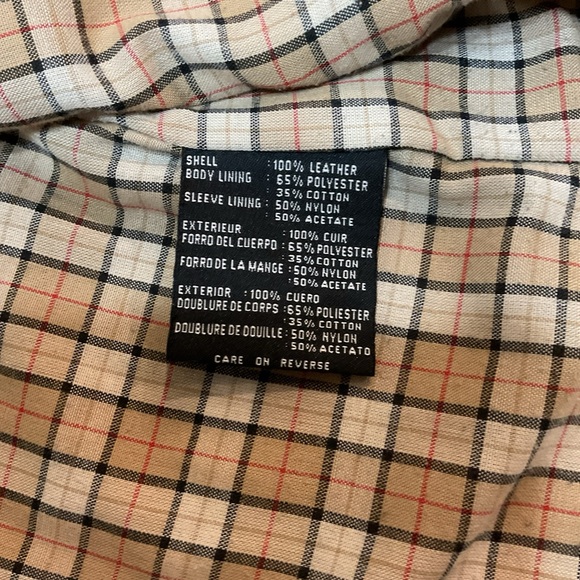 SHELL : 100% LEATHER
BODY LINING : 65% POLYESTER
35% COTTON
SLEEVE LINING : 50% NYLON
50% ACETATE
EXTERIEUR : 100% CUIR
FORRO DEL CUERPO : 65% POLYESTER
35% COTTON
FORRO DE LA MANGE : 50% NYLON
50% ACETATE
EXTERIOR : 100% CUERO
DOUBLURE DE CORPS : 65% POLIESTER
35% COTTON
DOUBLURE DE DOUILLE : 50% NYLON
50% ACETATO
CARE ON REVERSE